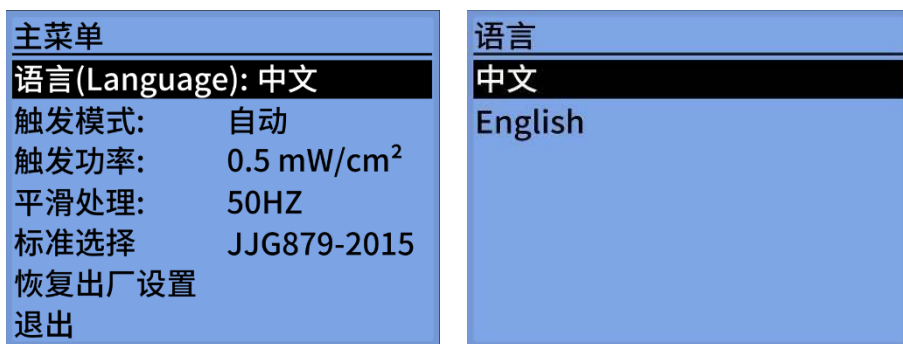 主菜单
语言(Language): 中文
触发模式: 自动
触发功率: 0.5 mW/cm²
平滑处理: 50HZ
标准选择 JJG879-2015
恢复出厂设置
退出
语言
中文
English